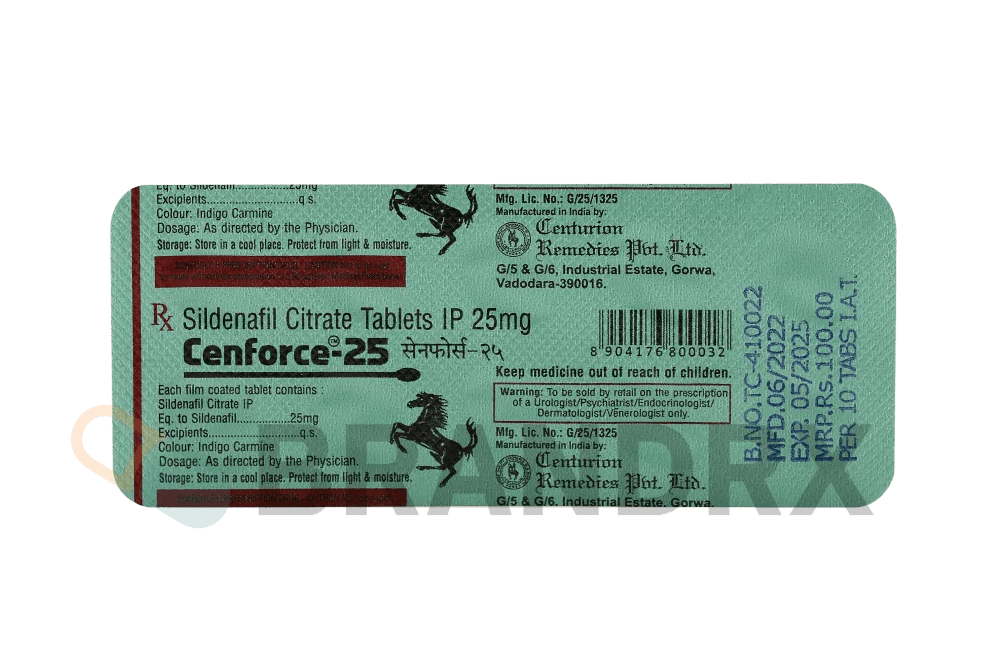 Eq. to Sildenafil................25mg
Excipients............................q.s.
Colour: Indigo Carmine
Dosage: As directed by the Physician.
Storage: Store in a cool place. Protect from light & moisture.
Mfg. Lic. No.: G/25/1325
Manufactured in India by:
Centurion
Remedies Pvt. Ltd.
G/5 & G/6, Industrial Estate, Gorwa,
Vadodara-390016.
Rx Sildenafil Citrate Tablets IP 25mg
Cenforce™-25 सेनफोर्स-२५
8 904176 800032
Keep medicine out of reach of children.
Warning: To be sold by retail on the prescription
of a Urologist/Psychiatrist/Endocrinologist/
Dermatologist/Venerologist only.
Each film coated tablet contains :
Sildenafil Citrate IP
Eq. to Sildenafil................25mg
Excipients............................q.s.
Colour: Indigo Carmine
Dosage: As directed by the Physician.
Storage: Store in a cool place. Protect from light & moisture.
Mfg. Lic. No.: G/25/1325
Manufactured in India by:
Centurion
Remedies Pvt. Ltd.
G/5 & G/6, Industrial Estate, Gorwa,
B.NO.TC-410022
MFD.06/2022
EXP. 05/2025
MRP.Rs.100.00
PER 10 TABS I.A.T.
BRANDRX